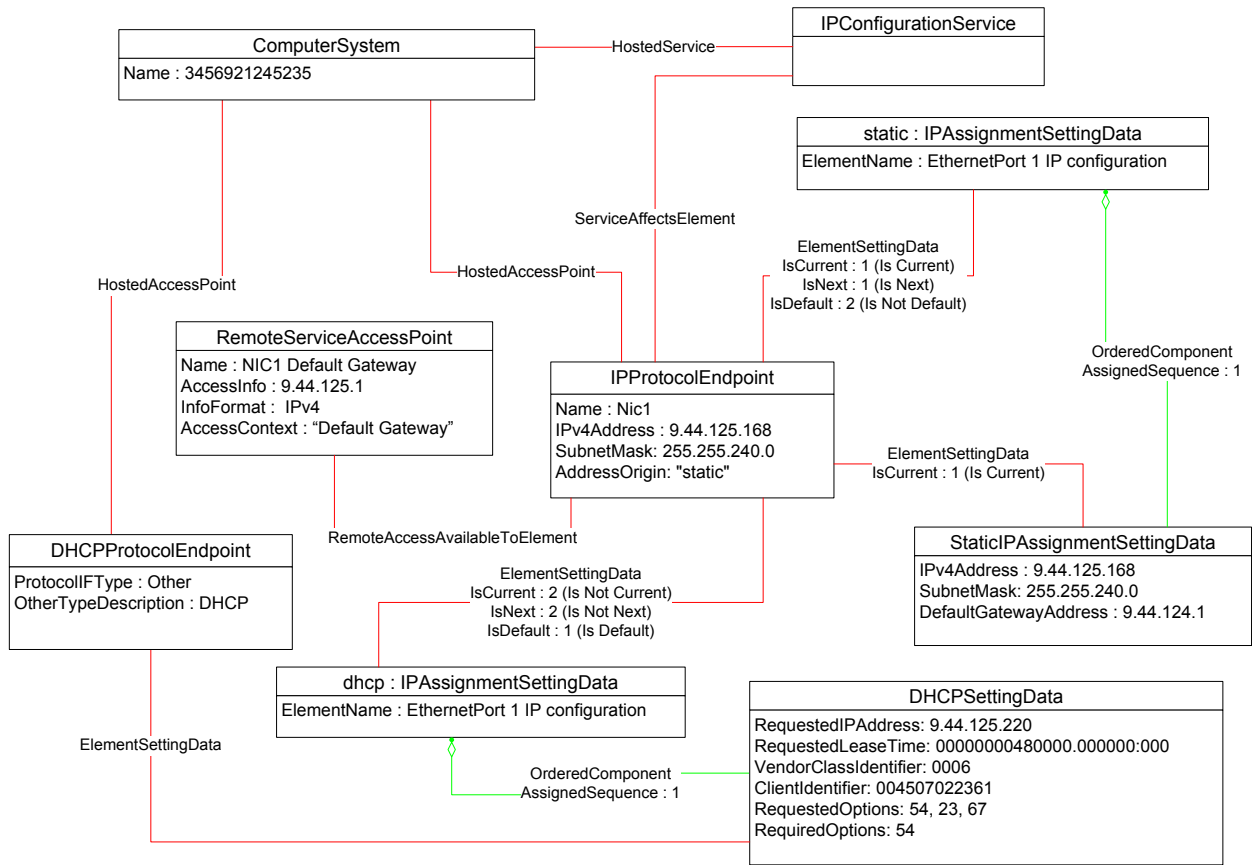 IPConfigurationService
ComputerSystem
Name : 3456921245235
HostedService
static : IPAssignmentSettingData
ElementName : EthernetPort 1 IP configuration
ServiceAffectsElement
ElementSettingData
IsCurrent : 1 (Is Current)
IsNext : 1 (Is Next)
IsDefault : 2 (Is Not Default)
HostedAccessPoint
HostedAccessPoint
RemoteServiceAccessPoint
Name : NIC1 Default Gateway
AccessInfo : 9.44.125.1
InfoFormat :  IPv4
AccessContext : “Default Gateway”
OrderedComponent
AssignedSequence : 1
IPProtocolEndpoint
Name : Nic1
IPv4Address : 9.44.125.168
SubnetMask: 255.255.240.0
AddressOrigin: "static"
ElementSettingData
IsCurrent : 1 (Is Current)
RemoteAccessAvailableToElement
DHCPProtocolEndpoint
ProtocolIFType : Other
OtherTypeDescription : DHCP
StaticIPAssignmentSettingData
IPv4Address : 9.44.125.168
SubnetMask: 255.255.240.0
DefaultGatewayAddress : 9.44.124.1
ElementSettingData
IsCurrent : 2 (Is Not Current)
IsNext : 2 (Is Not Next)
IsDefault : 1 (Is Default)
dhcp : IPAssignmentSettingData
ElementName : EthernetPort 1 IP configuration
DHCPSettingData
RequestedIPAddress: 9.44.125.220
RequestedLeaseTime: 00000000480000.000000:000
VendorClassIdentifier: 0006
ClientIdentifier: 004507022361
RequestedOptions: 54, 23, 67
RequiredOptions: 54
ElementSettingData
OrderedComponent
AssignedSequence : 1